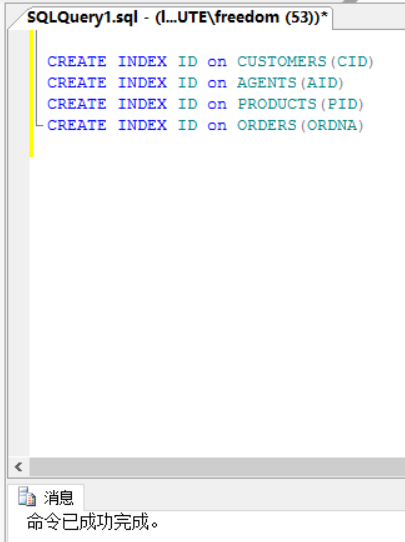 SQLQuery1.sql - (l...UTE\freedom (53))*
CREATE INDEX ID on CUSTOMERS(CID)
CREATE INDEX ID on AGENTS(AID)
CREATE INDEX ID on PRODUCTS(PID)
CREATE INDEX ID on ORDERS(ORDNA)
消息
命令已成功完成。